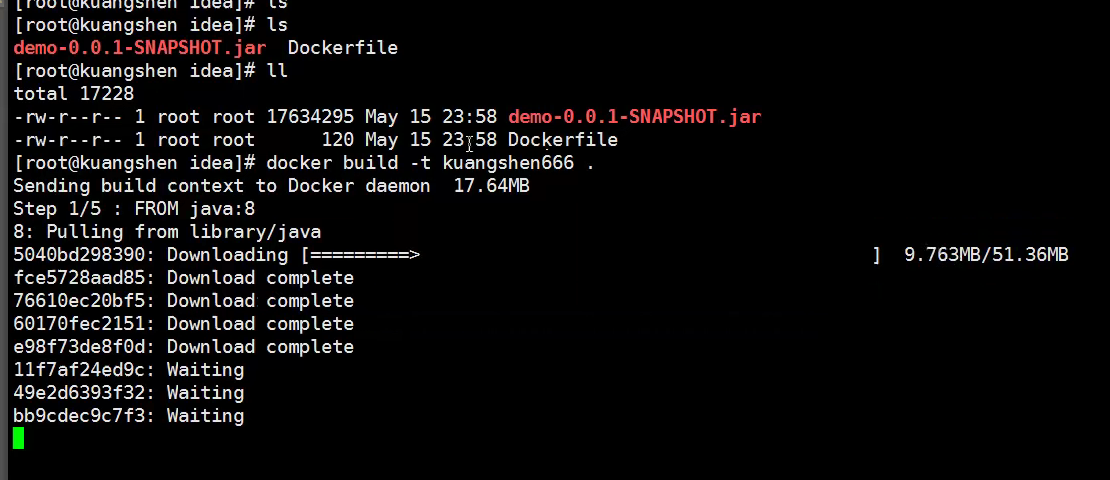 [root@kuangshen idea]# ls
[root@kuangshen idea]# ls
demo-0.0.1-SNAPSHOT.jar  Dockerfile
[root@kuangshen idea]# ll
total 17228
-rw-r--r-- 1 root root 17634295 May 15 23:58 demo-0.0.1-SNAPSHOT.jar
-rw-r--r-- 1 root root      120 May 15 23:58 Dockerfile
[root@kuangshen idea]# docker build -t kuangshen666 .
Sending build context to Docker daemon  17.64MB
Step 1/5 : FROM java:8
8: Pulling from library/java
5040bd298390: Downloading [=========>                                         ]  9.763MB/51.36MB
fce5728aad85: Download complete
76610ec20bf5: Download complete
60170fec2151: Download complete
e98f73de8f0d: Download complete
11f7af24ed9c: Waiting
49e2d6393f32: Waiting
bb9cdec9c7f3: Waiting